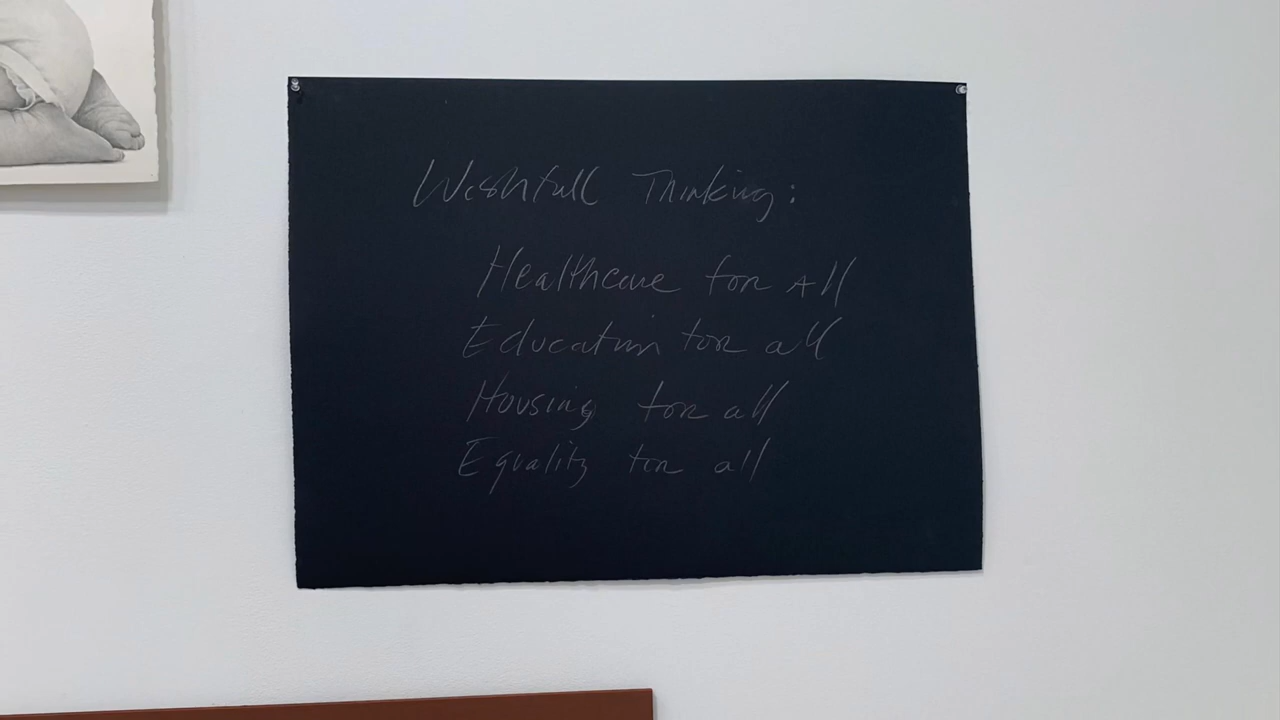 Wishfull Thinking:
Healthcare for All
Education for all
Housing for all
Equality for all